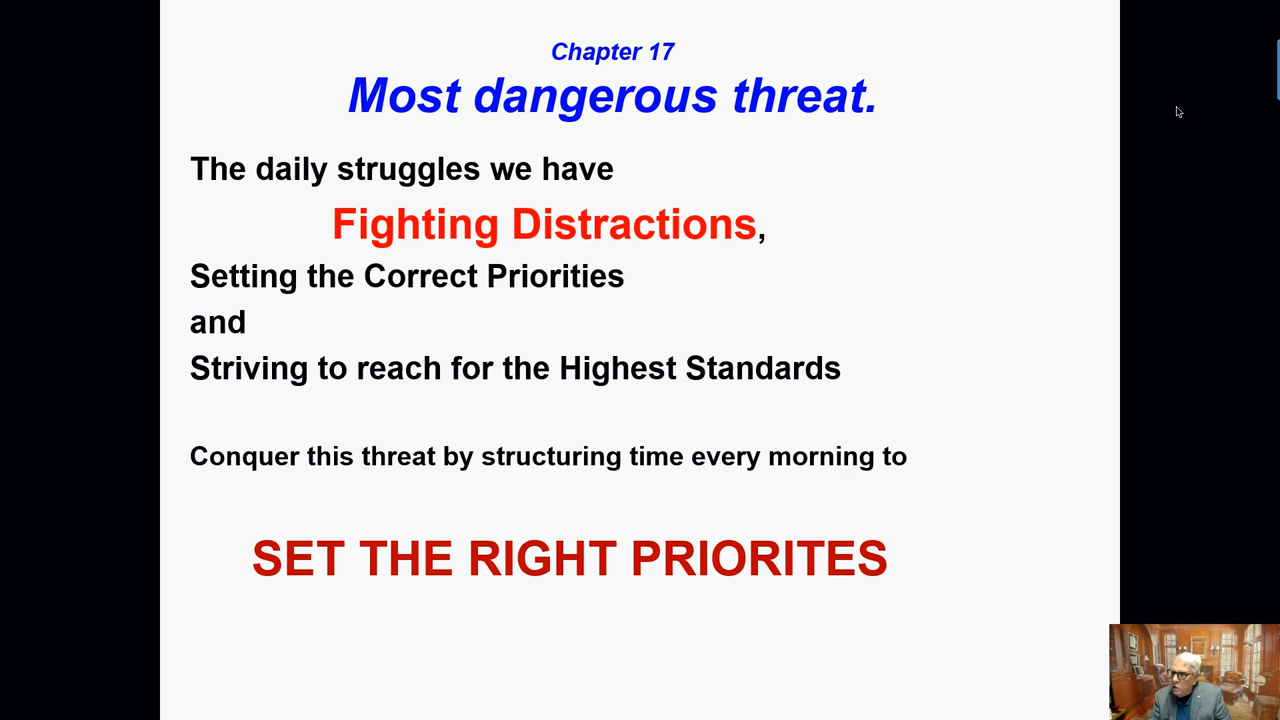 Chapter 17
Most dangerous threat.
The daily struggles we have
Fighting Distractions,
Setting the Correct Priorities
and
Striving to reach for the Highest Standards
Conquer this threat by structuring time every morning to
SET THE RIGHT PRIORITES